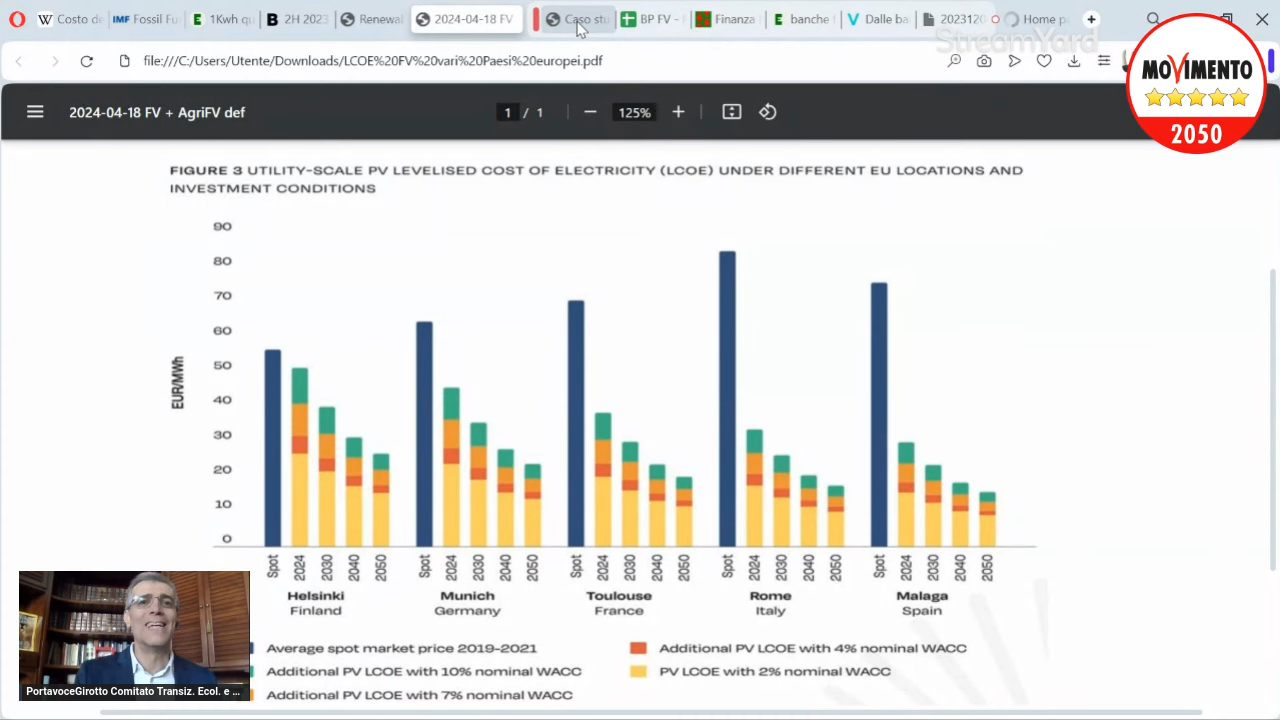 Costo de
IMF Fossil Fu
1Kwh qu
2H 2023
Renewal
2024-04-18 FV
Caso stu
BP FV -
Finanza
banche f
Dalle ba
2023120
Home p
StreamYard
file:///C:/Users/Utente/Downloads/LCOE%20FV%20vari%20Paesi%20europei.pdf
MOVIMENTO
2050
2024-04-18 FV + AgriFV def
1 / 1
125%
FIGURE 3 UTILITY-SCALE PV LEVELISED COST OF ELECTRICITY (LCOE) UNDER DIFFERENT EU LOCATIONS AND
INVESTMENT CONDITIONS
90
80
70
60
50
40
30
20
10
0
EUR/MWh
Spot 2024 2030 2040 2050 Spot 2024 2030 2040 2050 Spot 2024 2030 2040 2050 Spot 2024 2030 2040 2050 Spot 2024 2030 2040 2050
Helsinki Munich Toulouse Rome Malaga
Finland Germany France Italy Spain
Average spot market price 2019-2021
Additional PV LCOE with 4% nominal WACC
Additional PV LCOE with 10% nominal WACC
PV LCOE with 2% nominal WACC
Additional PV LCOE with 7% nominal WACC
PortavoceGirotto Comitato Transiz. Ecol. e ...